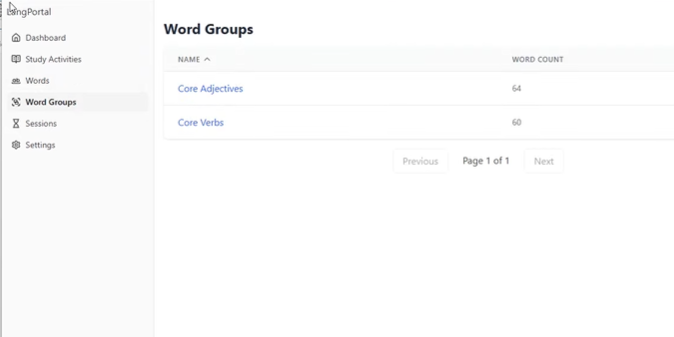 LangPortal
Dashboard
Study Activities
Words
Word Groups
Sessions
Settings
Word Groups
NAME WORD COUNT
Core Adjectives 64
Core Verbs 60
Previous Page 1 of 1 Next